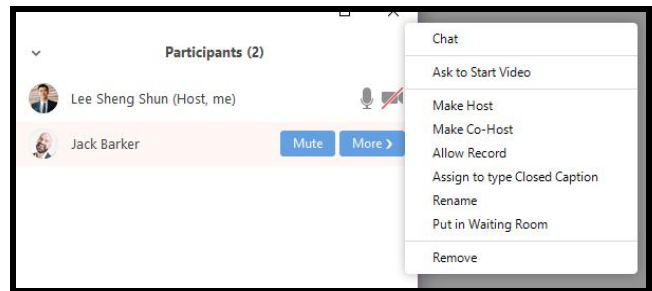 Participants (2)
Lee Sheng Shun (Host, me)
Jack Barker
Mute
More
Chat
Ask to Start Video
Make Host
Make Co-Host
Allow Record
Assign to type Closed Caption
Rename
Put in Waiting Room
Remove